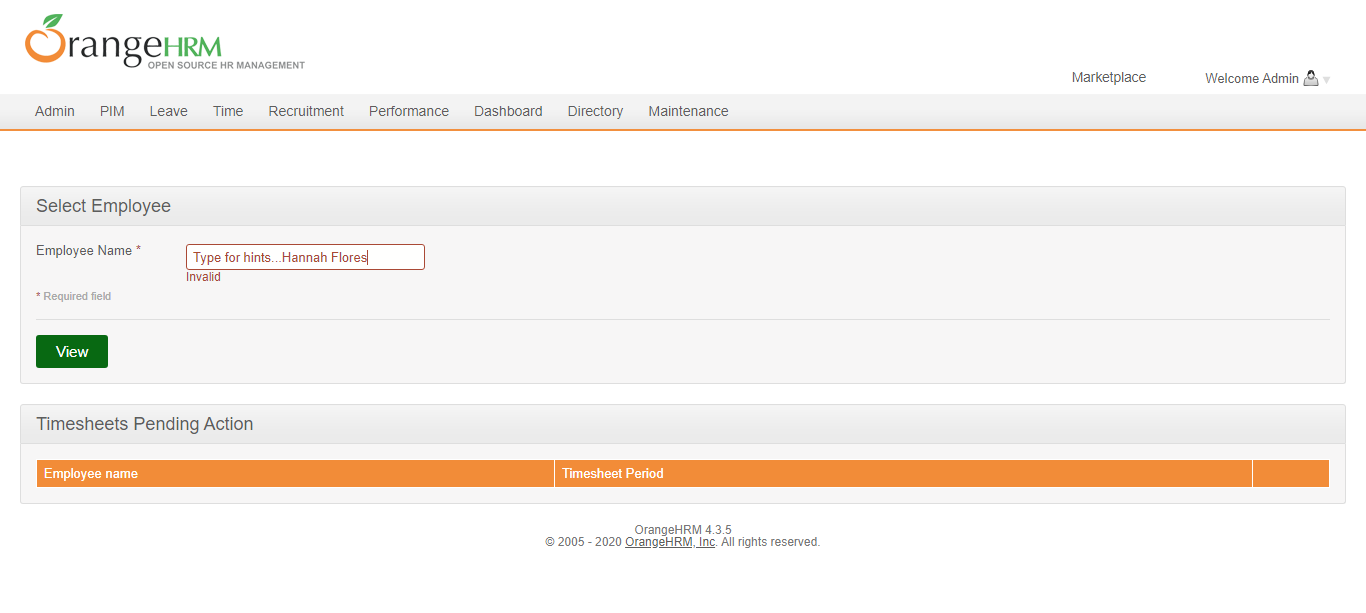 OrangeHRM
OPEN SOURCE HR MANAGEMENT
Marketplace
Welcome Admin
Admin PIM Leave Time Recruitment Performance Dashboard Directory Maintenance
Select Employee
Employee Name * Type for hints...Hannah Flores
Invalid
* Required field
View
Timesheets Pending Action
Employee name Timesheet Period
OrangeHRM 4.3.5
© 2005 - 2020 OrangeHRM, Inc. All rights reserved.